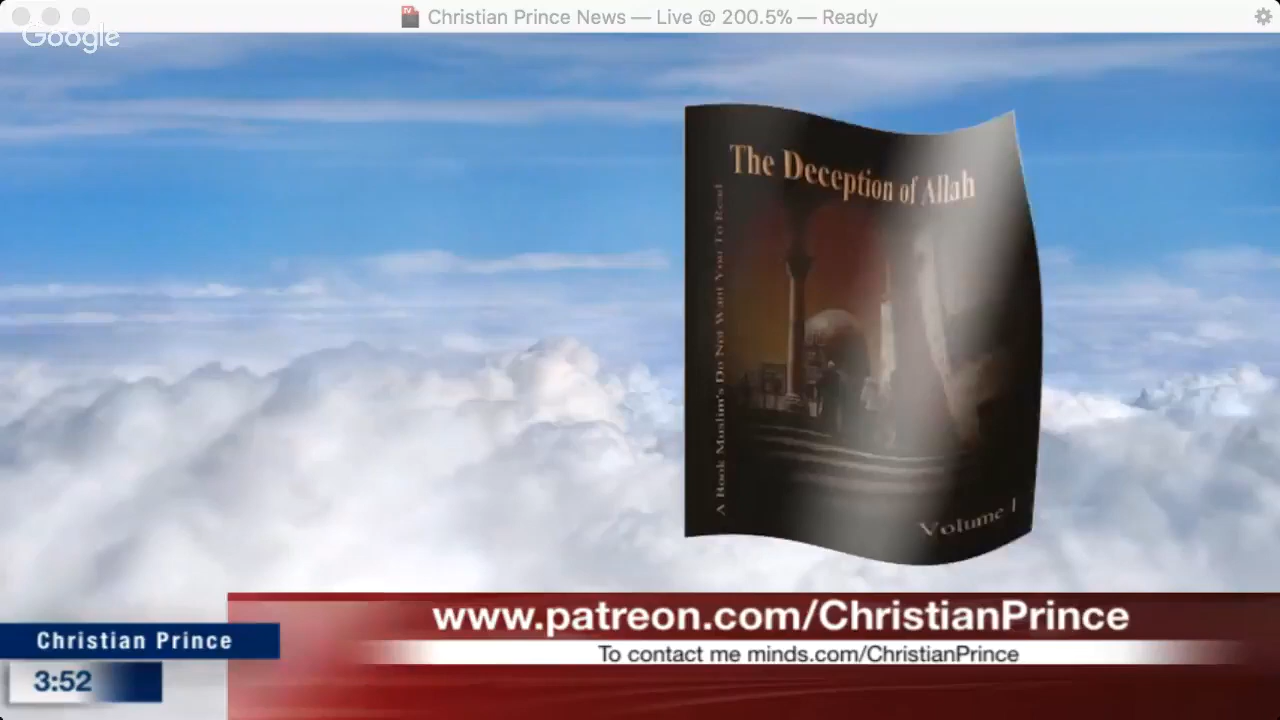 Christian Prince News — Live @ 200.5% — Ready
Google
The Deception of Allah
A Book Muslim's Do Not Want You To Read
Volume 1
www.patreon.com/ChristianPrince
To contact me minds.com/ChristianPrince
Christian Prince
3:52